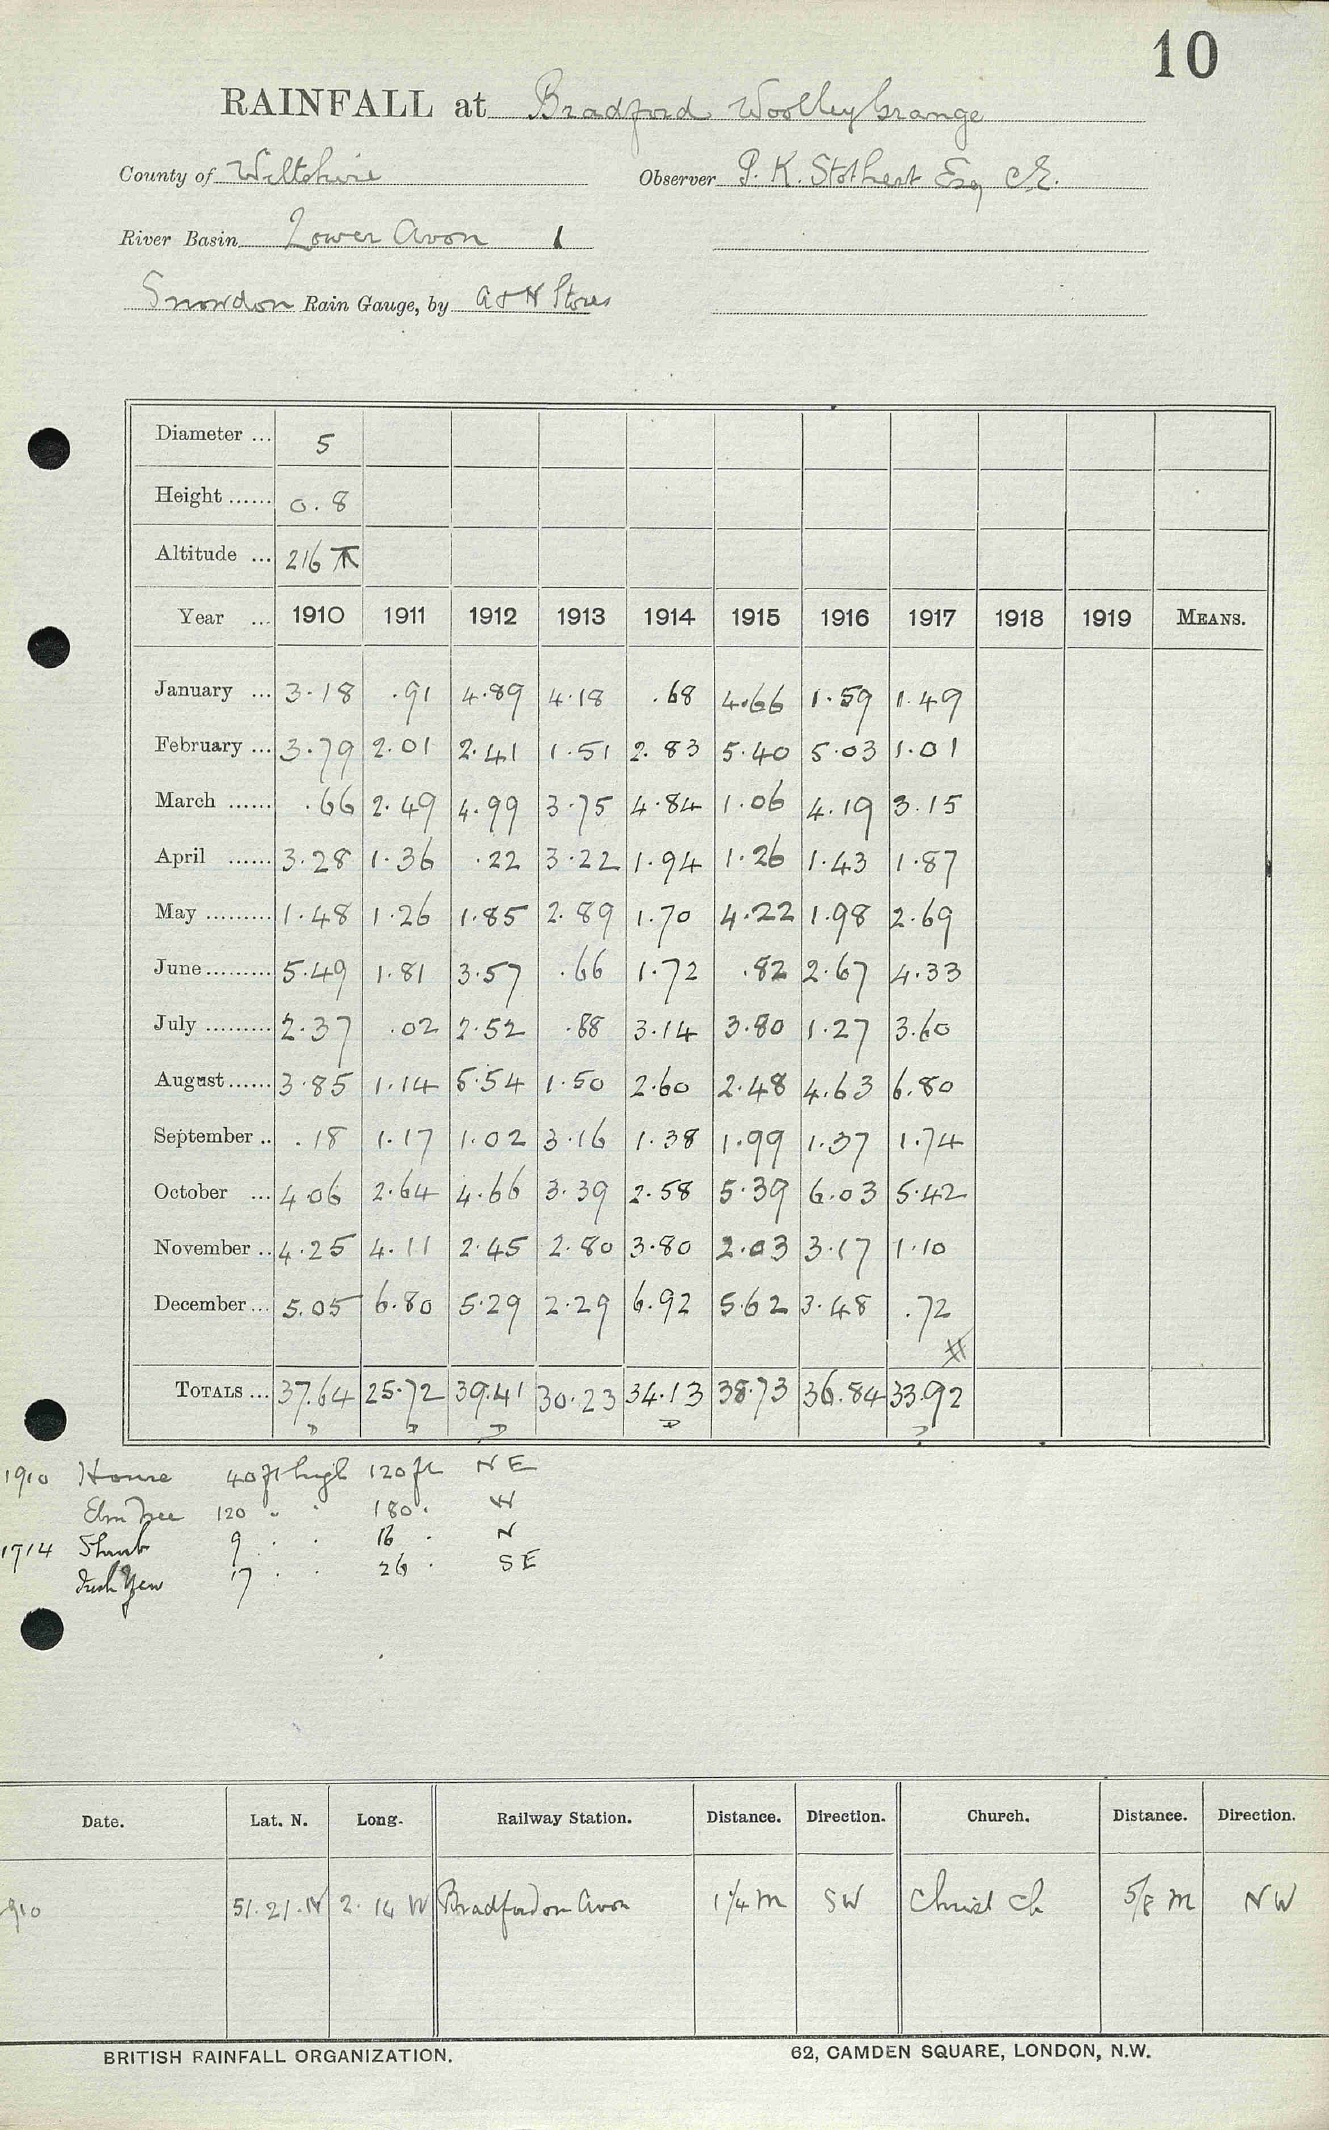 10
RAINFALL at Bradford Woolley Grange
County of Wiltshire Observer P. K. Stothert Esq C.E.
River Basin Lower Avon 1
Snowdon Rain Gauge, by A & N Stores
Diameter ... 5
Height ...... 0.8
Altitude ... 216
Year ... 1910 1911 1912 1913 1914 1915 1916 1917 1918 1919 MEANS.
January ... 3.18 .91 4.89 4.18 .68 4.66 1.59 1.49
February ... 3.79 2.01 2.41 1.51 2.83 5.40 5.03 1.01
March ...... .66 2.49 4.99 3.75 4.84 1.06 4.19 3.15
April ...... 3.28 1.36 .22 3.22 1.94 1.26 1.43 1.87
May ......... 1.48 1.26 1.85 2.89 1.70 4.22 1.98 2.69
June ......... 5.49 1.81 3.57 .66 1.72 .82 2.67 4.33
July ......... 2.37 .02 2.52 .88 3.14 3.80 1.27 3.60
August ...... 3.85 1.14 5.54 1.50 2.60 2.48 4.63 6.80
September .. .18 1.17 1.02 3.16 1.38 1.99 1.37 1.74
October ... 4.06 2.64 4.66 3.39 2.58 5.39 6.03 5.42
November .. 4.25 4.11 2.45 2.80 3.80 2.03 3.17 1.10
December ... 5.05 6.80 5.29 2.29 6.92 5.62 3.48 .72
TOTALS ... 37.64 25.72 39.41 30.23 34.13 38.73 36.84 33.92
1910 House 40 ft high 120 ft NE
Elm Tree 120 " " 180 " W
1914 Shrub 9 " " 16 " N
Irish Yew 17 " " 26 " SE
Date. Lat. N. Long. Railway Station. Distance. Direction. Church. Distance. Direction.
1910 51.21.N 2.14 W Bradford on Avon 1 1/4 m SW Christ Ch 5/8 m NW
BRITISH RAINFALL ORGANIZATION. 62, CAMDEN SQUARE, LONDON, N.W.